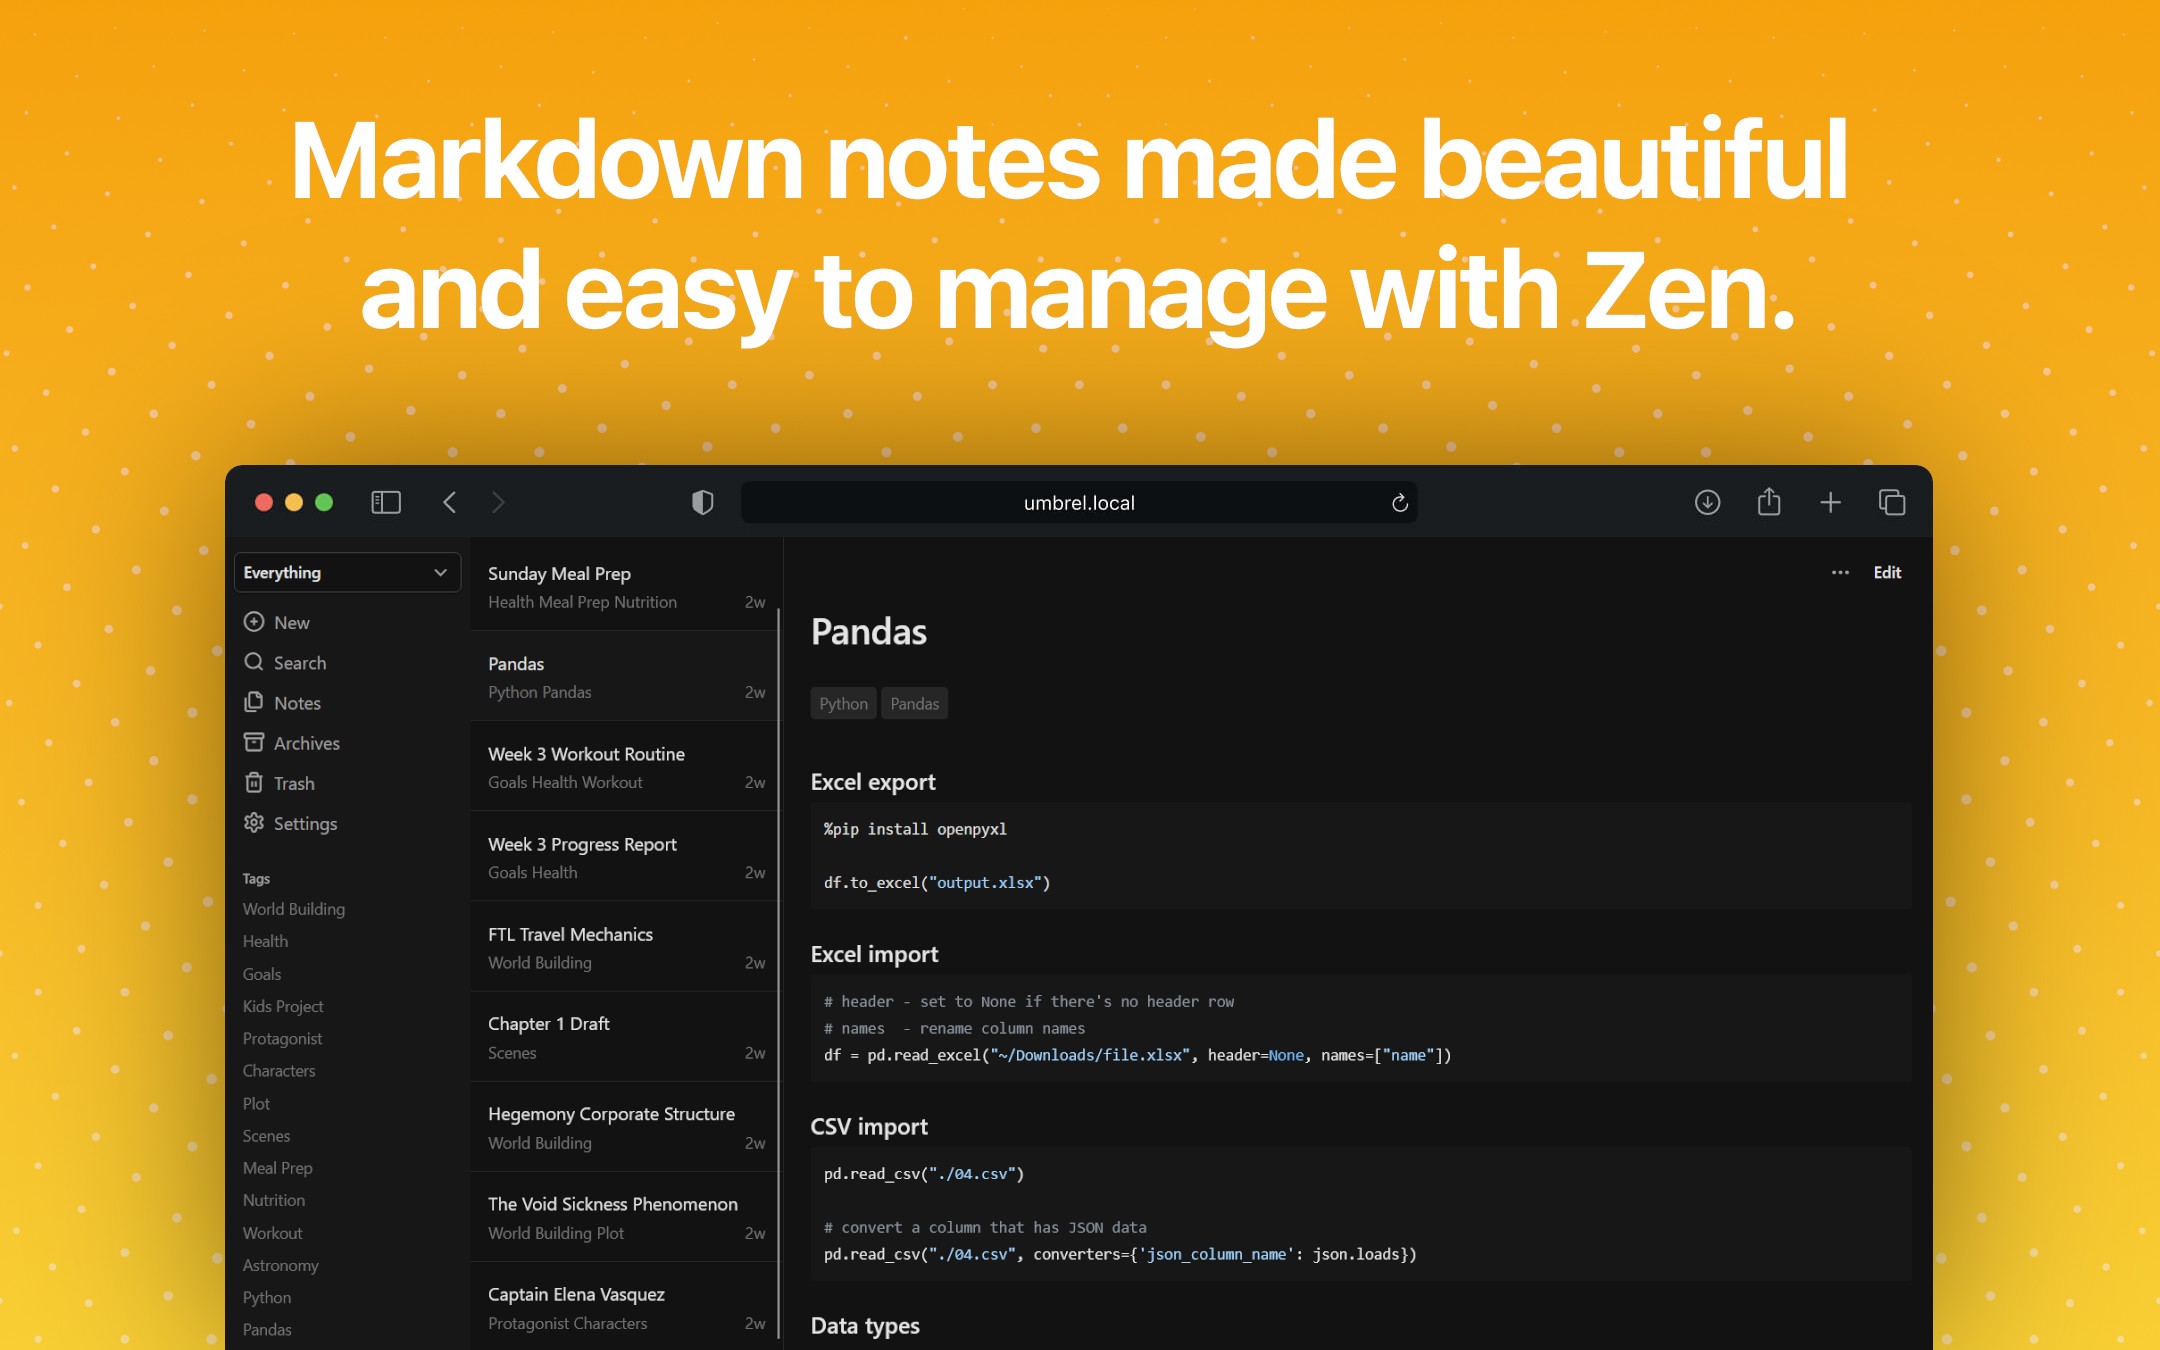 Markdown notes made beautiful
and easy to manage with Zen.
umbrel.local
Everything
New
Search
Notes
Archives
Trash
Settings
Tags
World Building
Health
Goals
Kids Project
Protagonist
Characters
Plot
Scenes
Meal Prep
Nutrition
Workout
Astronomy
Python
Pandas
Sunday Meal Prep
Health Meal Prep Nutrition 2w
Pandas
Python Pandas 2w
Week 3 Workout Routine
Goals Health Workout 2w
Week 3 Progress Report
Goals Health 2w
FTL Travel Mechanics
World Building 2w
Chapter 1 Draft
Scenes 2w
Hegemony Corporate Structure
World Building 2w
The Void Sickness Phenomenon
World Building Plot 2w
Captain Elena Vasquez
Protagonist Characters 2w
Edit
Pandas
Python Pandas
Excel export
%pip install openpyxl
df.to_excel("output.xlsx")
Excel import
# header - set to None if there's no header row
# names  - rename column names
df = pd.read_excel("~/Downloads/file.xlsx", header=None, names=["name"])
CSV import
pd.read_csv("./04.csv")
# convert a column that has JSON data
pd.read_csv("./04.csv", converters={'json_column_name': json.loads})
Data types